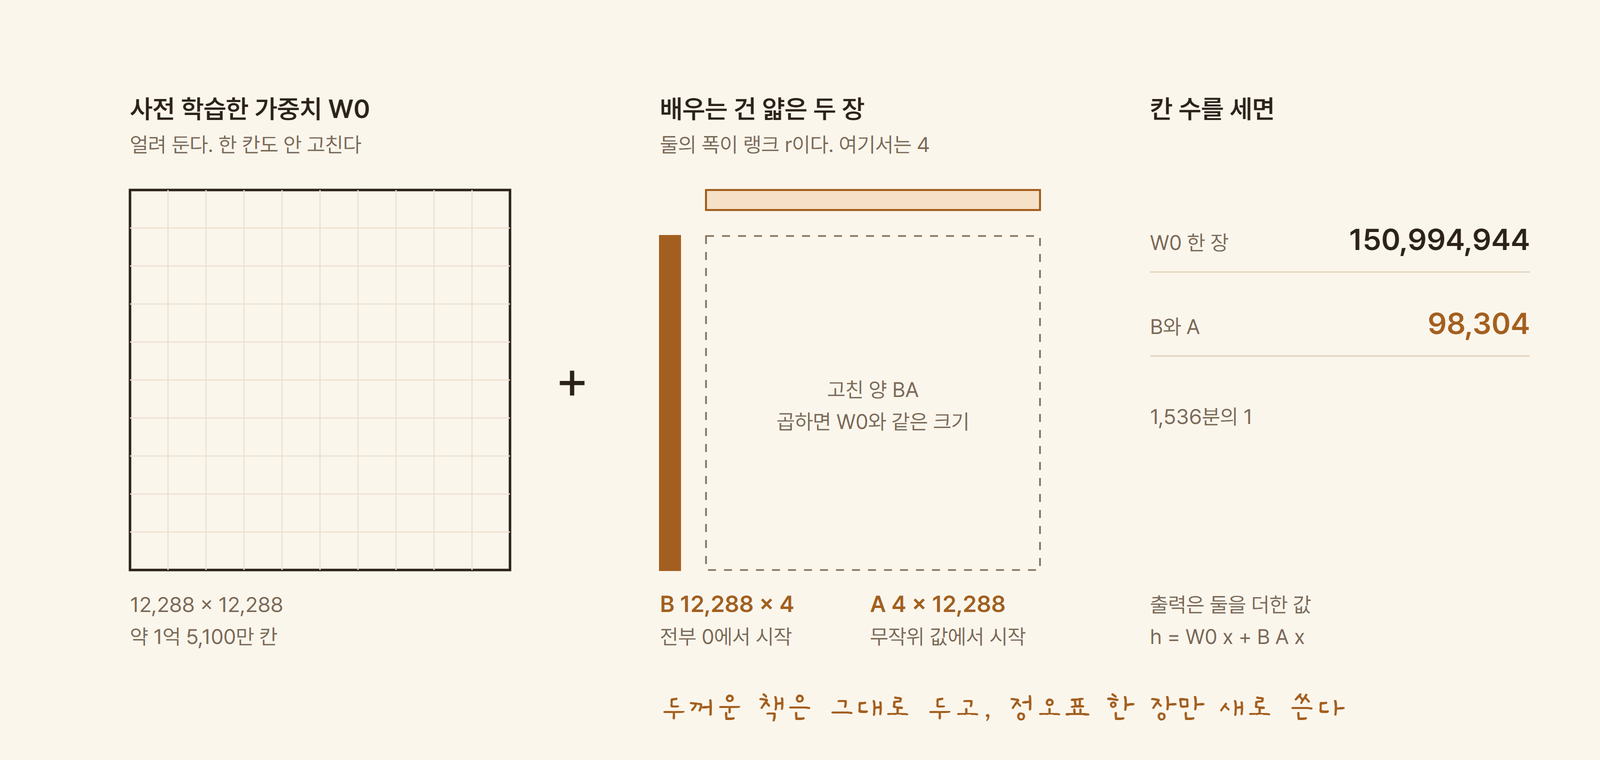 사전 학습한 가중치 W0
얼려 둔다. 한 칸도 안 고친다
12,288 × 12,288
약 1억 5,100만 칸
+
배우는 건 얇은 두 장
둘의 폭이 랭크 r이다. 여기서는 4
고친 양 BA
곱하면 W0와 같은 크기
B 12,288 × 4
전부 0에서 시작
A 4 × 12,288
무작위 값에서 시작
칸 수를 세면
W0 한 장 150,994,944
B와 A 98,304
1,536분의 1
출력은 둘을 더한 값
h = W0 x + B A x
두꺼운 책은 그대로 두고, 정오표 한 장만 새로 쓴다